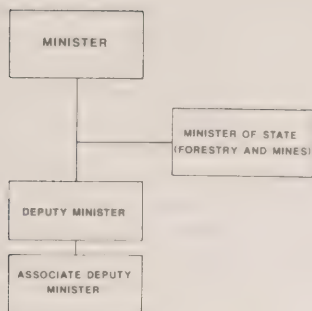 MINISTER
MINISTER OF STATE
(FORESTRY AND MINES)
DEPUTY MINISTER
ASSOCIATE DEPUTY
MINISTER